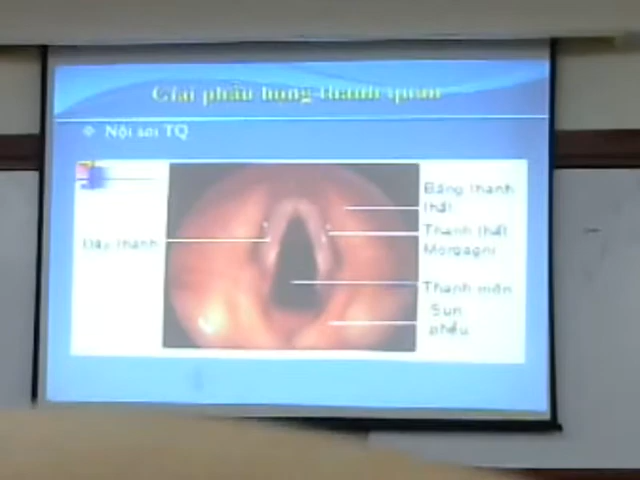 Giải phẫu họng thanh quản
Nội soi TQ
Dây thanh
Băng thanh
thất
Thanh thất
Morgagni
Thanh môn
Sụn
phễu